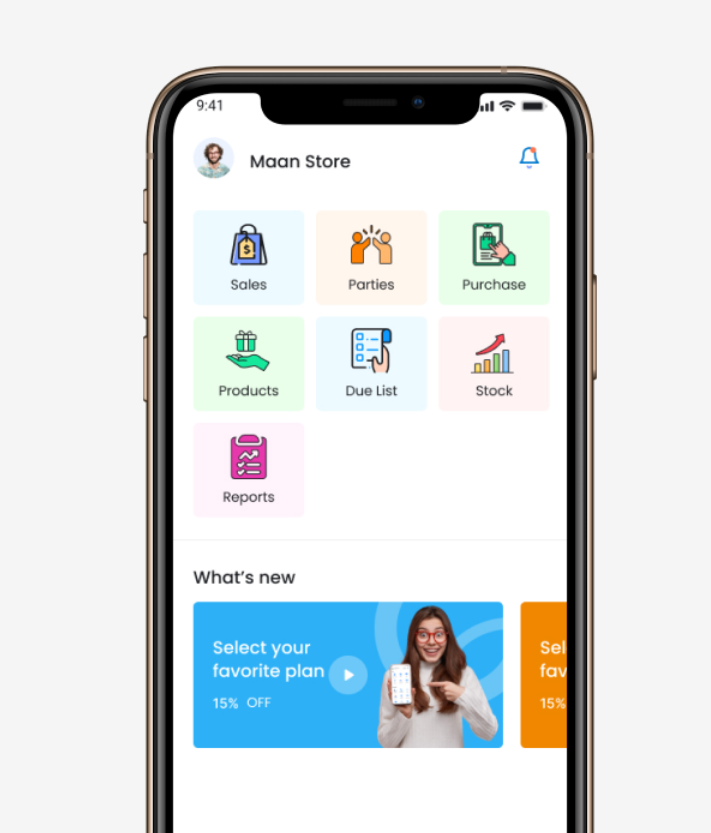 9:41
Maan Store
Sales
Parties
Purchase
Products
Due List
Stock
Reports
What's new
Select your
favorite plan
15% OFF
Sel
fav
15%